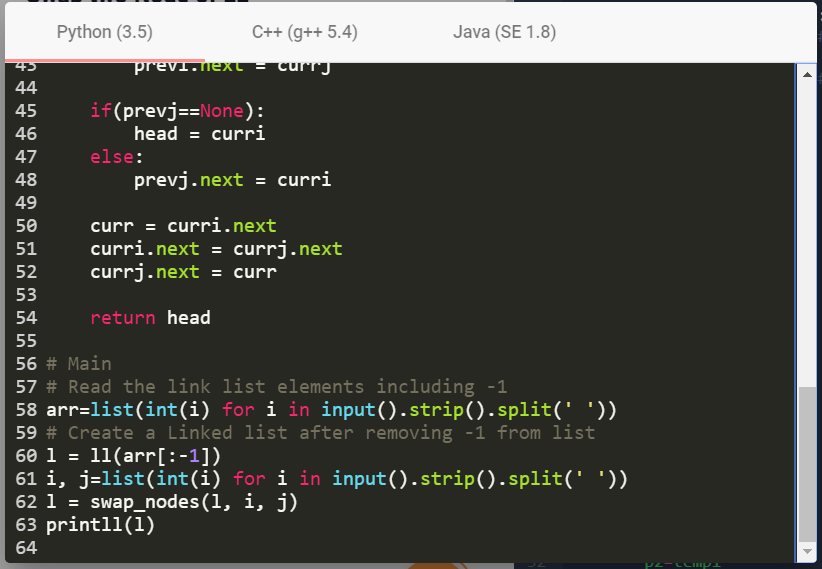 Python (3.5) C++ (g++ 5.4) Java (SE 1.8)
43 previ.next = currj
44
45 if(prevj==None):
46 head = curri
47 else:
48 prevj.next = curri
49
50 curr = curri.next
51 curri.next = currj.next
52 currj.next = curr
53
54 return head
55
56 # Main
57 # Read the link list elements including -1
58 arr=list(int(i) for i in input().strip().split(' '))
59 # Create a Linked list after removing -1 from list
60 l = ll(arr[:-1])
61 i, j=list(int(i) for i in input().strip().split(' '))
62 l = swap_nodes(l, i, j)
63 printll(l)
64